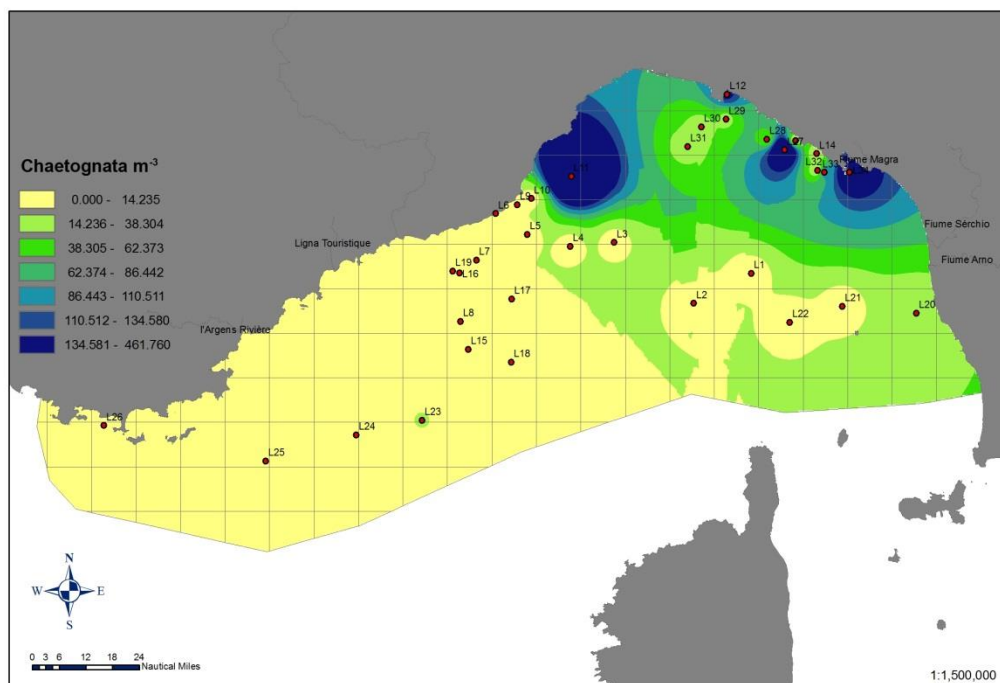 Chaetognata m⁻³
0.000 - 14.235
14.236 - 38.304
38.305 - 62.373
62.374 - 86.442
86.443 - 110.511
110.512 - 134.580
134.581 - 461.760
L12
L29
L30
L31
L28
L14
L32
L33
Fiume Magra
L11
L10
L9
L6
L5
L4
L3
Fiume Sérchio
Ligna Touristique
Fiume Arno
L7
L19
L16
L1
L17
L2
L21
L20
L22
L8
l'Argens Rivière
L15
L18
L23
L26
L24
L25
N
W E
S
0 3 6 12 18 24
Nautical Miles
1:1,500,000